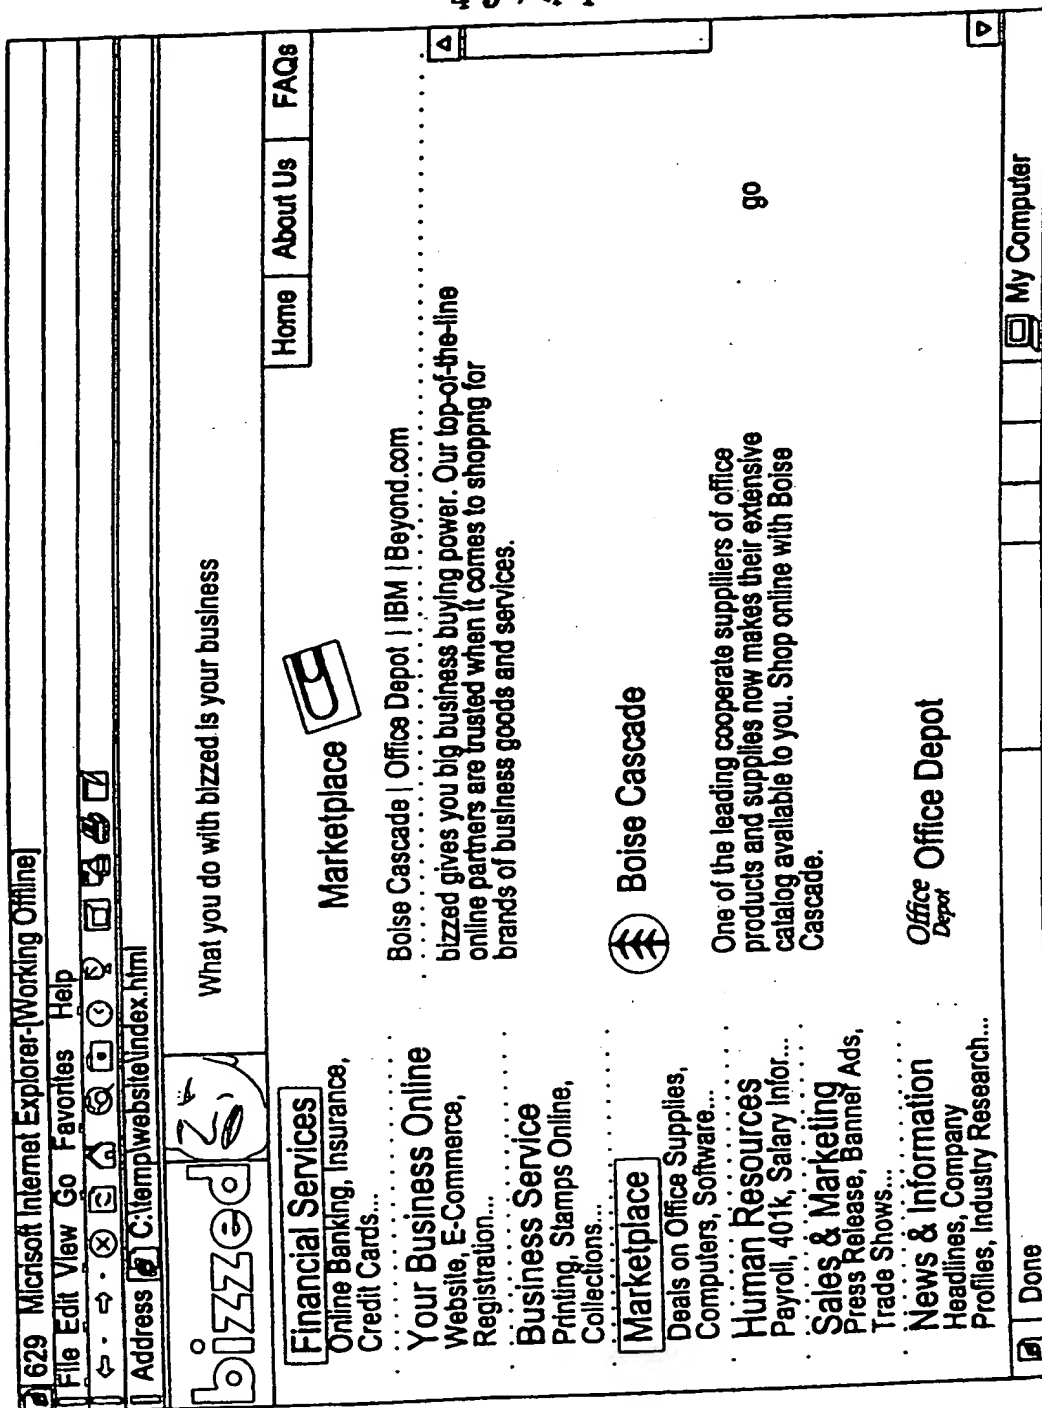 629 Micrisoft Internet Explorer-[Working Offline]
File Edit View Go Favorites Help
Address C:\temp\website\index.html
bizzed
What you do with bizzed is your business
Home About Us FAQs
Financial Services
Online Banking, Insurance,
Credit Cards...
Your Business Online
Website, E-Commerce,
Registration...
Business Service
Printing, Stamps Online,
Collections...
Marketplace
Deals on Office Supplies,
Computers, Software...
Human Resources
Payroll, 401k, Salary Infor...
Sales & Marketing
Press Release, Banner Ads,
Trade Shows...
News & Information
Headlines, Company
Profiles, Industry Research...
Marketplace
Boise Cascade | Office Depot | IBM | Beyond.com
bizzed gives you big business buying power. Our top-of-the-line
online partners are trusted when it comes to shoppng for
brands of business goods and services.
Boise Cascade
One of the leading cooperate suppliers of office
products and supplies now makes their extensive
catalog available to you. Shop online with Boise
Cascade.
go
Office Depot Office Depot
Done
My Computer